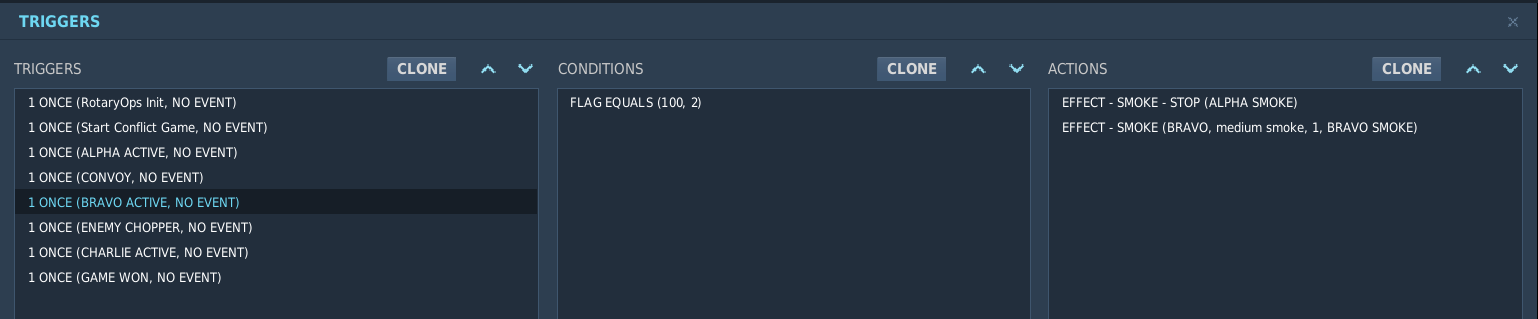 TRIGGERS
TRIGGERS CLONE
1 ONCE (RotaryOps Init, NO EVENT)
1 ONCE (Start Conflict Game, NO EVENT)
1 ONCE (ALPHA ACTIVE, NO EVENT)
1 ONCE (CONVOY, NO EVENT)
1 ONCE (BRAVO ACTIVE, NO EVENT)
1 ONCE (ENEMY CHOPPER, NO EVENT)
1 ONCE (CHARLIE ACTIVE, NO EVENT)
1 ONCE (GAME WON, NO EVENT)
CONDITIONS CLONE
FLAG EQUALS (100, 2)
ACTIONS CLONE
EFFECT - SMOKE - STOP (ALPHA SMOKE)
EFFECT - SMOKE (BRAVO, medium smoke, 1, BRAVO SMOKE)